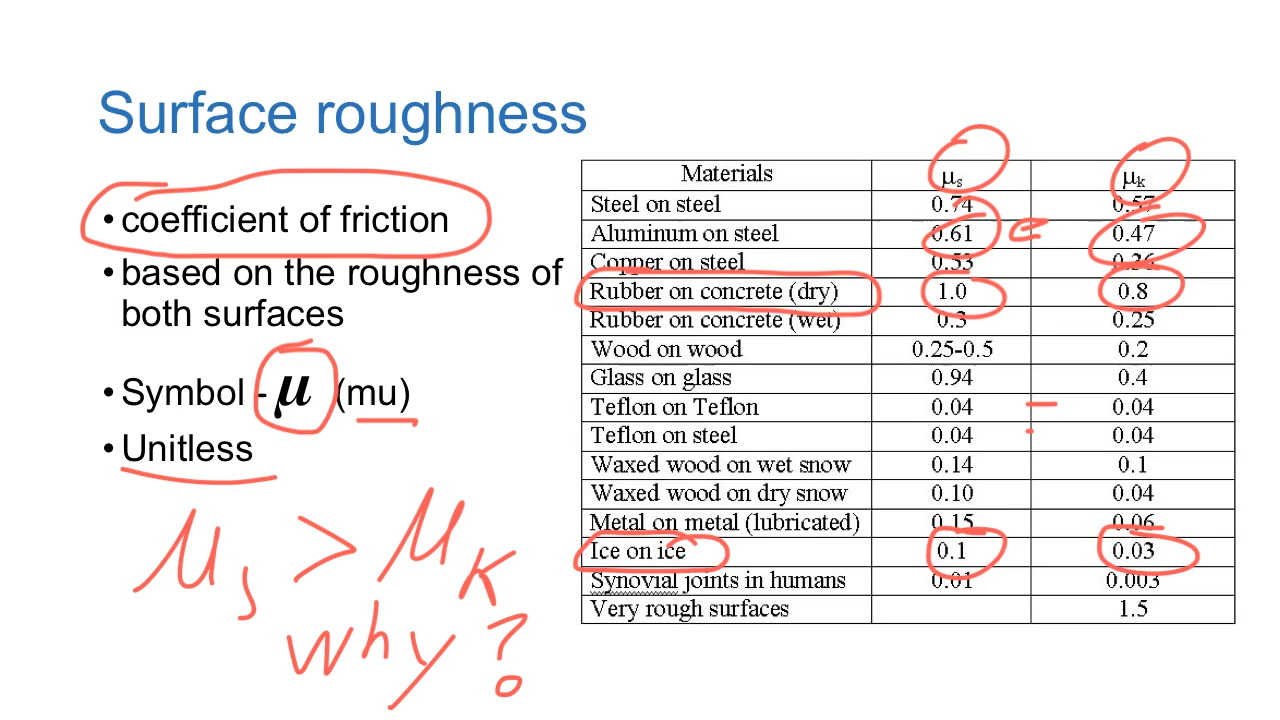 Surface roughness
• coefficient of friction
• based on the roughness of
both surfaces
• Symbol - μ (mu)
• Unitless
μs > μK
why?
Materials μs μk
Steel on steel 0.74 0.57
Aluminum on steel 0.61 0.47
Copper on steel 0.53 0.36
Rubber on concrete (dry) 1.0 0.8
Rubber on concrete (wet) 0.3 0.25
Wood on wood 0.25-0.5 0.2
Glass on glass 0.94 0.4
Teflon on Teflon 0.04 0.04
Teflon on steel 0.04 0.04
Waxed wood on wet snow 0.14 0.1
Waxed wood on dry snow 0.10 0.04
Metal on metal (lubricated) 0.15 0.06
Ice on ice 0.1 0.03
Synovial joints in humans 0.01 0.003
Very rough surfaces 1.5